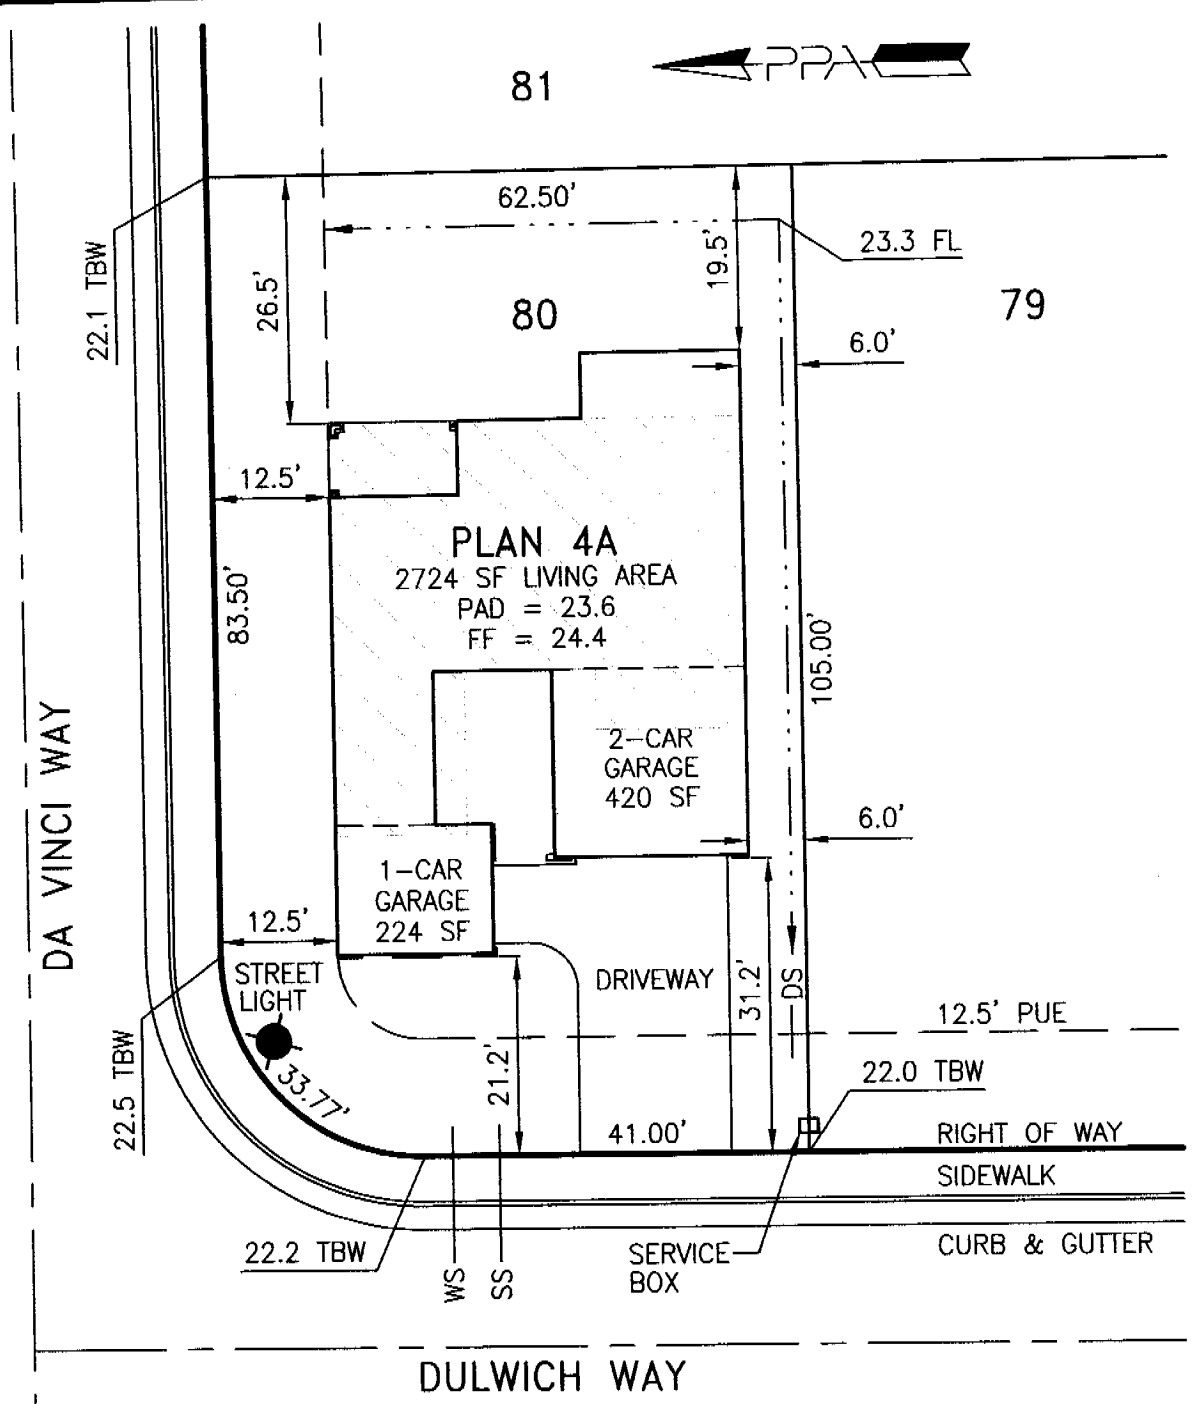 81
PPA
62.50'
22.1 TBW
26.5'
19.5'
23.3 FL
80
79
6.0'
12.5'
PLAN 4A
2724 SF LIVING AREA
PAD = 23.6
FF = 24.4
83.50'
105.00'
DA VINCI WAY
2-CAR
GARAGE
420 SF
6.0'
1-CAR
GARAGE
224 SF
12.5'
STREET
LIGHT
DRIVEWAY
31.2'
DS
12.5' PUE
22.5 TBW
33.77'
21.2'
22.0 TBW
41.00'
RIGHT OF WAY
SIDEWALK
22.2 TBW
WS
SS
SERVICE
BOX
CURB & GUTTER
DULWICH WAY